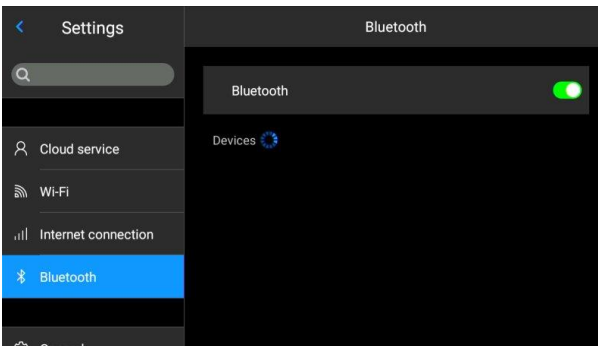 Settings
Bluetooth
Bluetooth
Devices
Cloud service
Wi-Fi
Internet connection
Bluetooth